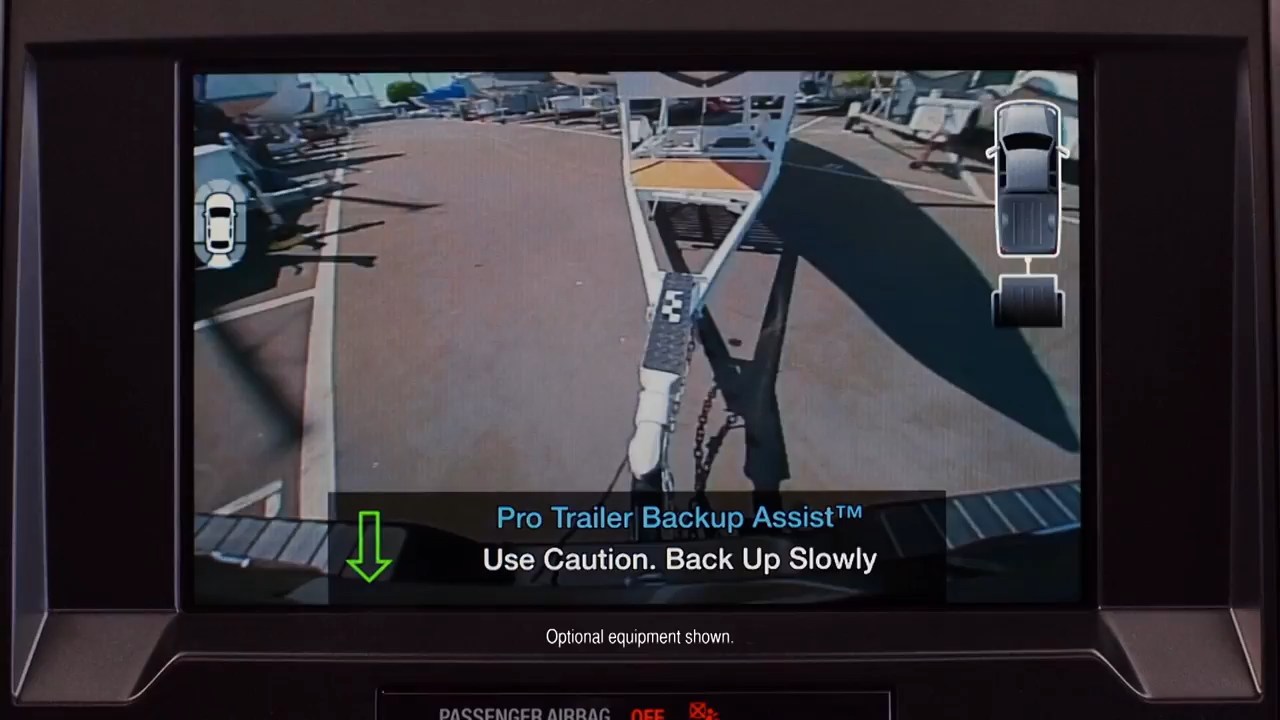 Pro Trailer Backup Assist™
Use Caution. Back Up Slowly
Optional equipment shown.
PASSENGER AIRBAG OFF